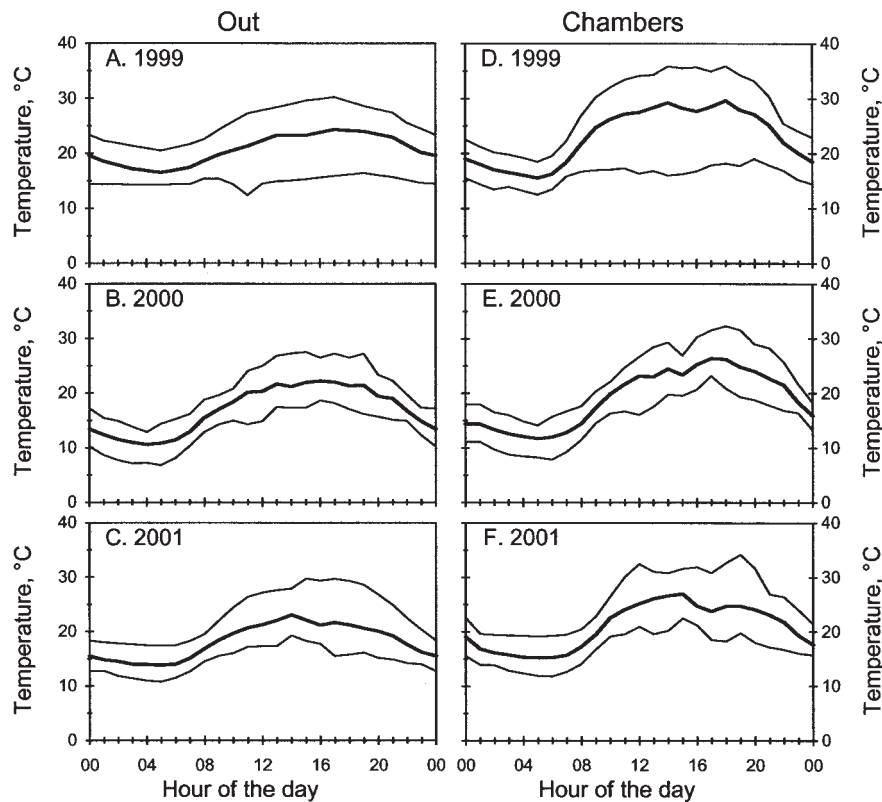 Out Chambers
A. 1999
D. 1999
40
30
20
10
0
40
30
20
10
0
Temperature, °C
Temperature, °C
B. 2000
E. 2000
40
30
20
10
0
40
30
20
10
0
Temperature, °C
Temperature, °C
C. 2001
F. 2001
40
30
20
10
0
40
30
20
10
0
Temperature, °C
Temperature, °C
00 04 08 12 16 20 00
00 04 08 12 16 20 00
Hour of the day
Hour of the day